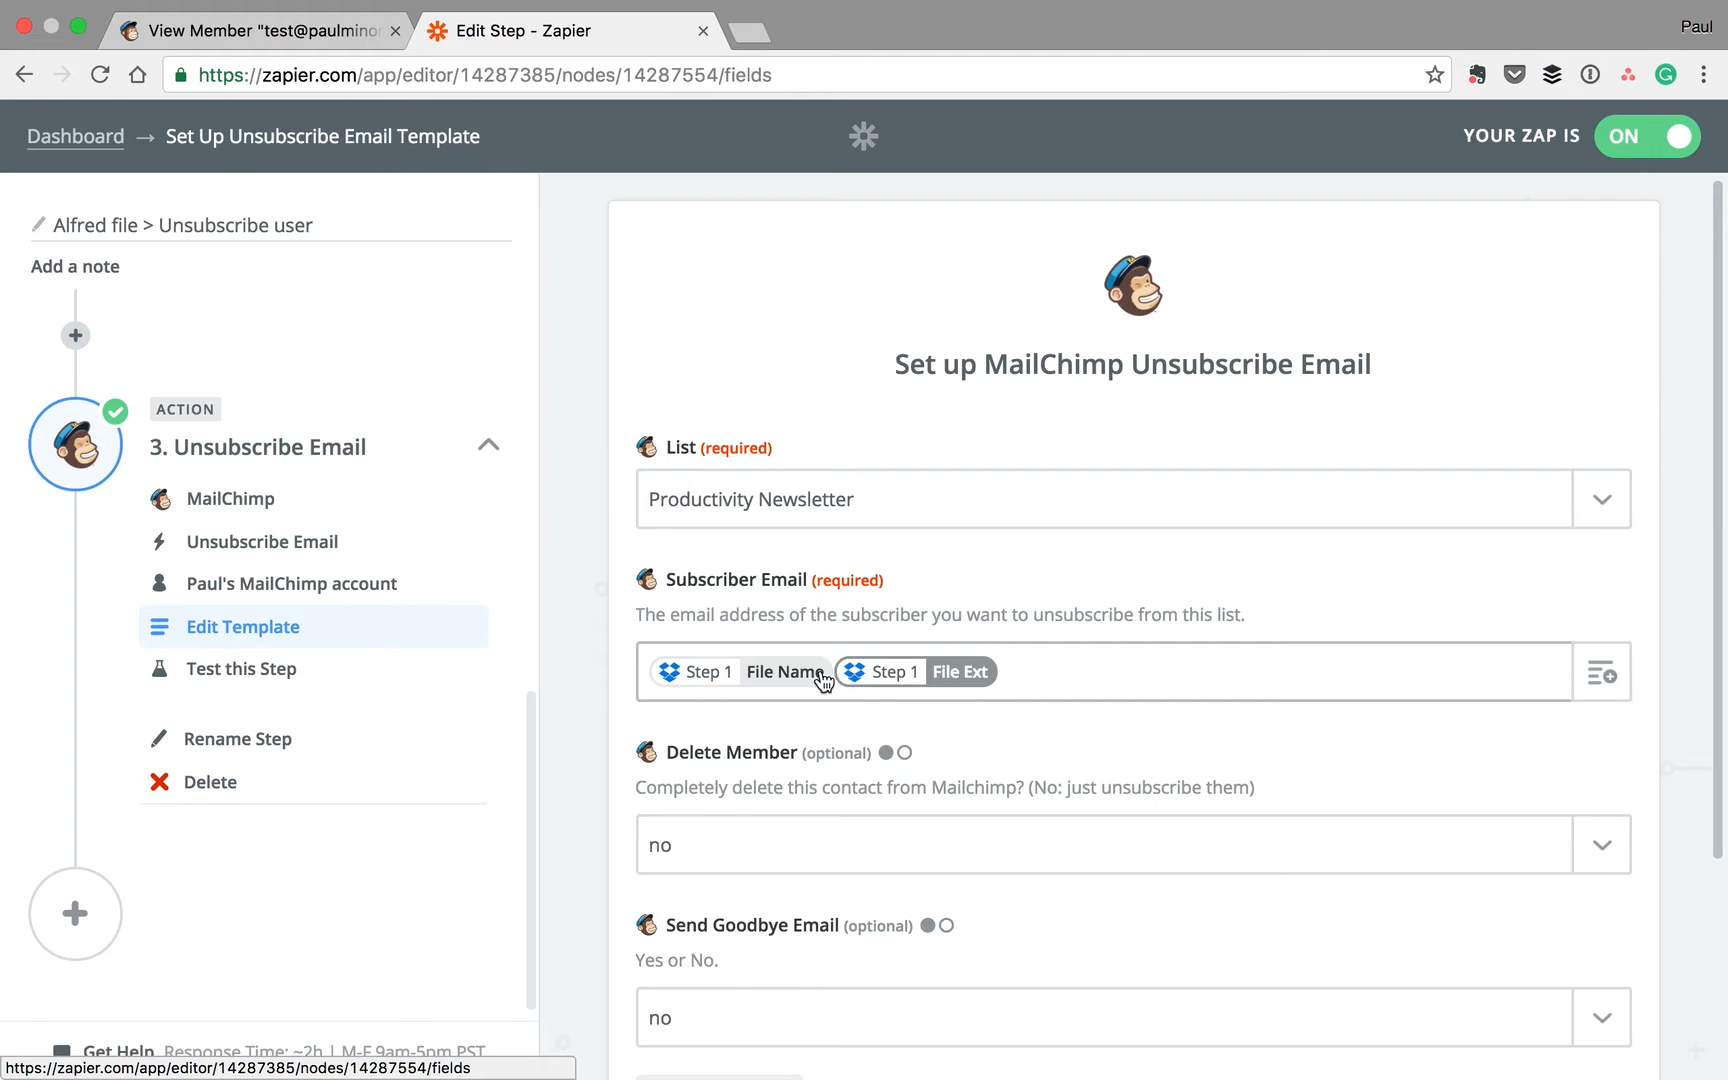 View Member "test@paulminor
Edit Step - Zapier
Paul
https://zapier.com/app/editor/14287385/nodes/14287554/fields
Dashboard → Set Up Unsubscribe Email Template
YOUR ZAP IS ON
Alfred file > Unsubscribe user
Add a note
ACTION
3. Unsubscribe Email
MailChimp
Unsubscribe Email
Paul's MailChimp account
Edit Template
Test this Step
Rename Step
Delete
Get Help Response Time: ~2h | M-F 9am-5pm PST
https://zapier.com/app/editor/14287385/nodes/14287554/fields
Set up MailChimp Unsubscribe Email
List (required)
Productivity Newsletter
Subscriber Email (required)
The email address of the subscriber you want to unsubscribe from this list.
Step 1 File Name Step 1 File Ext
Delete Member (optional)
Completely delete this contact from Mailchimp? (No: just unsubscribe them)
no
Send Goodbye Email (optional)
Yes or No.
no